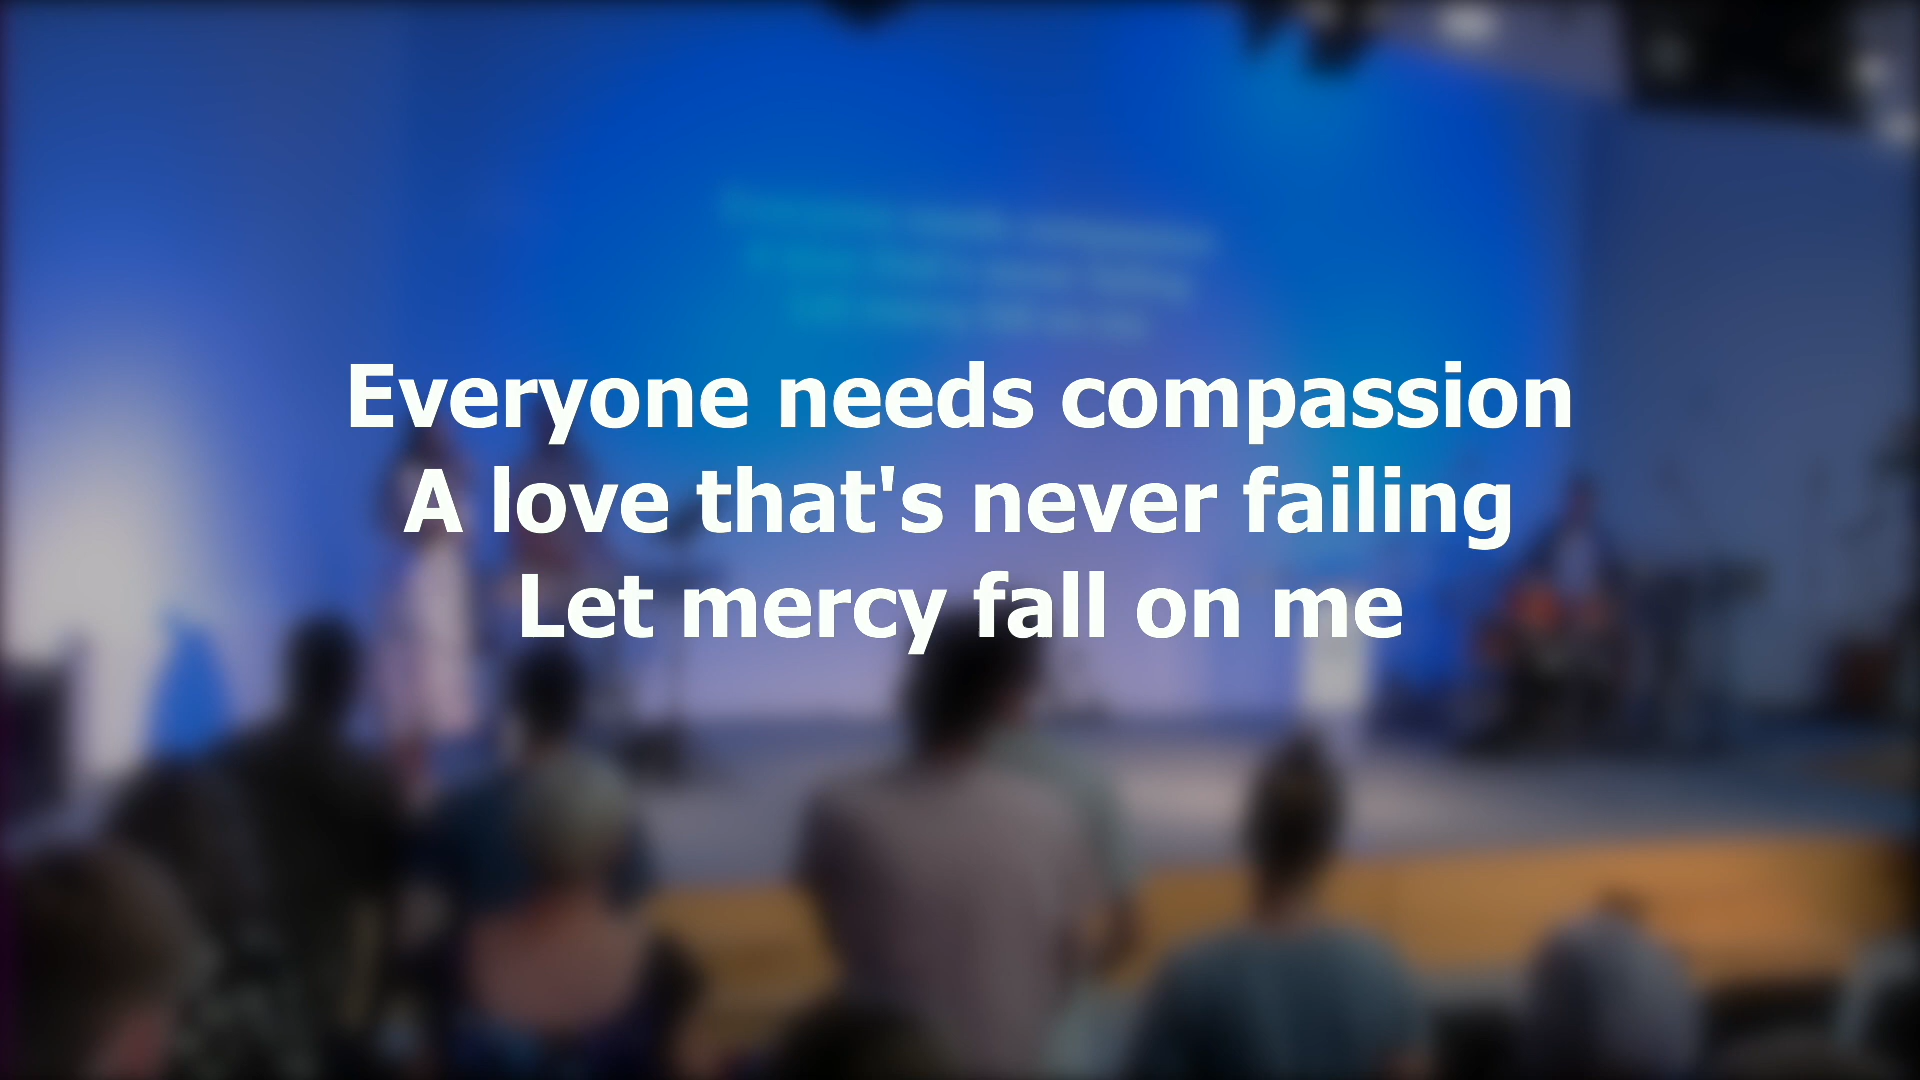 Everyone needs compassion
A love that's never failing
Let mercy fall on me